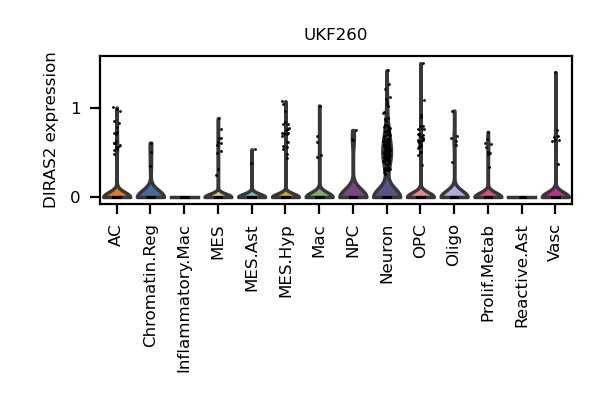 UKF260
DIRAS2 expression
1
0
AC
Chromatin.Reg
Inflammatory.Mac
MES
MES.Ast
MES.Hyp
Mac
NPC
Neuron
OPC
Oligo
Prolif.Metab
Reactive.Ast
Vasc